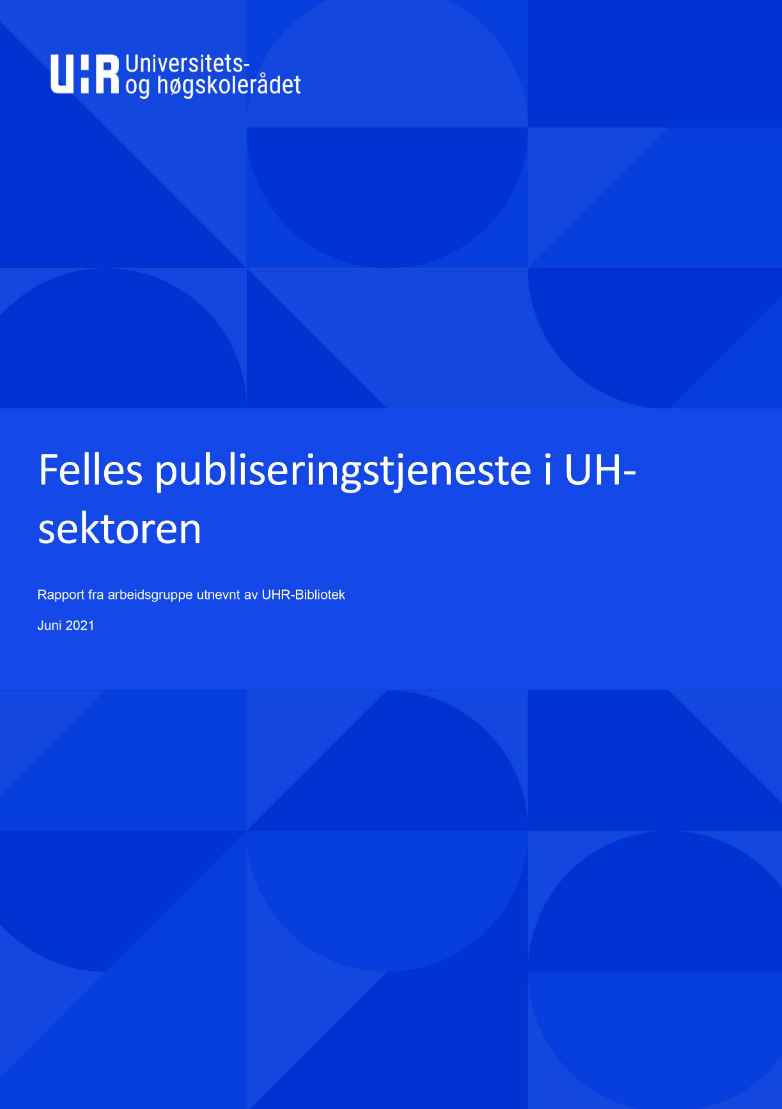 UHR Universitets-
og høgskolerådet
Felles publiseringstjeneste i UH-
sektoren
Rapport fra arbeidsgruppe utnevnt av UHR-Bibliotek
Juni 2021